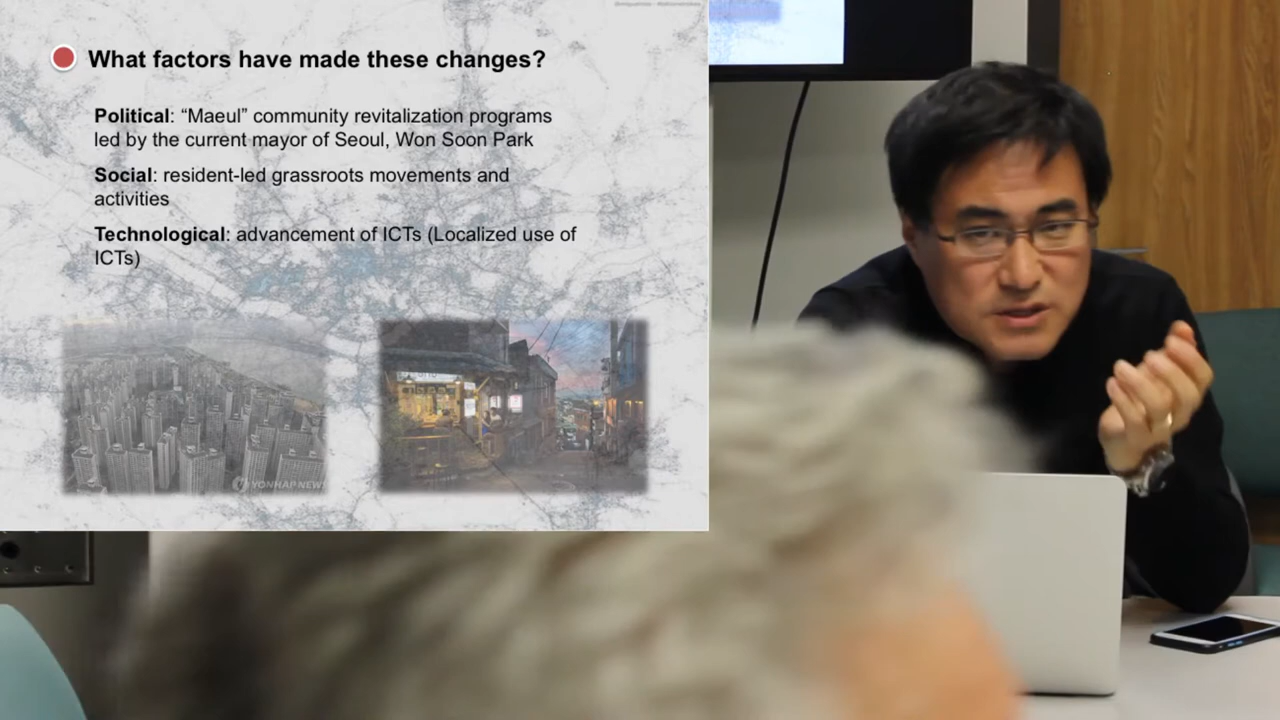 What factors have made these changes?
Political: “Maeul” community revitalization programs
led by the current mayor of Seoul, Won Soon Park
Social: resident-led grassroots movements and
activities
Technological: advancement of ICTs (Localized use of
ICTs)
YONHAP NEWS